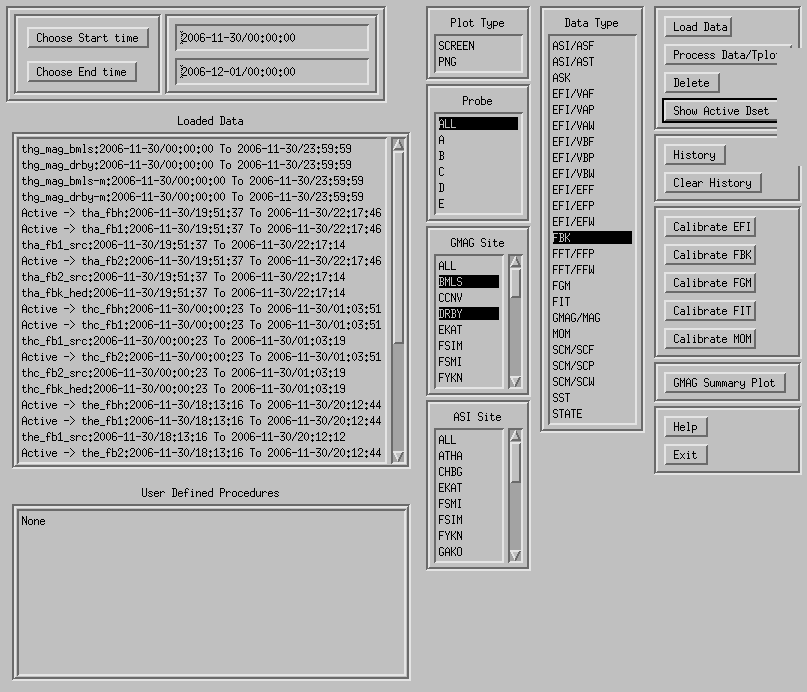 Choose Start time
2006-11-30/00:00:00
Choose End time
2006-12-01/00:00:00
Loaded Data
thg_mag_bmls:2006-11-30/00:00:00 To 2006-11-30/23:59:59
thg_mag_drby:2006-11-30/00:00:00 To 2006-11-30/23:59:59
thg_mag_bmls-m:2006-11-30/00:00:00 To 2006-11-30/23:59:59
thg_mag_drby-m:2006-11-30/00:00:00 To 2006-11-30/23:59:59
Active -> tha_fbh:2006-11-30/19:51:37 To 2006-11-30/22:17:46
Active -> tha_fb1:2006-11-30/19:51:37 To 2006-11-30/22:17:46
tha_fb1_src:2006-11-30/19:51:37 To 2006-11-30/22:17:14
Active -> tha_fb2:2006-11-30/19:51:37 To 2006-11-30/22:17:46
tha_fb2_src:2006-11-30/19:51:37 To 2006-11-30/22:17:14
tha_fbk_hed:2006-11-30/19:51:37 To 2006-11-30/22:17:14
Active -> thc_fbh:2006-11-30/00:00:23 To 2006-11-30/01:03:51
Active -> thc_fb1:2006-11-30/00:00:23 To 2006-11-30/01:03:51
thc_fb1_src:2006-11-30/00:00:23 To 2006-11-30/01:03:19
Active -> thc_fb2:2006-11-30/00:00:23 To 2006-11-30/01:03:51
thc_fb2_src:2006-11-30/00:00:23 To 2006-11-30/01:03:19
thc_fbk_hed:2006-11-30/00:00:23 To 2006-11-30/01:03:19
Active -> the_fbh:2006-11-30/18:13:16 To 2006-11-30/20:12:44
Active -> the_fb1:2006-11-30/18:13:16 To 2006-11-30/20:12:44
the_fb1_src:2006-11-30/18:13:16 To 2006-11-30/20:12:12
Active -> the_fb2:2006-11-30/18:13:16 To 2006-11-30/20:12:44
User Defined Procedures
None
Plot Type
SCREEN
PNG
Probe
ALL
A
B
C
D
E
GMAG Site
ALL
BMLS
CCNV
DRBY
EKAT
FSIM
FSMI
FYKN
ASI Site
ALL
ATHA
CHBG
EKAT
FSMI
FSIM
FYKN
GAKO
Data Type
ASI/ASF
ASI/AST
ASK
EFI/VAF
EFI/VAP
EFI/VAW
EFI/VBF
EFI/VBP
EFI/VBW
EFI/EFF
EFI/EFP
EFI/EFW
FBK
FFT/FFP
FFT/FFW
FGM
FIT
GMAG/MAG
MOM
SCM/SCF
SCM/SCP
SCM/SCW
SST
STATE
Load Data
Process Data/Tplo
Delete
Show Active Dset
History
Clear History
Calibrate EFI
Calibrate FBK
Calibrate FGM
Calibrate FIT
Calibrate MOM
GMAG Summary Plot
Help
Exit